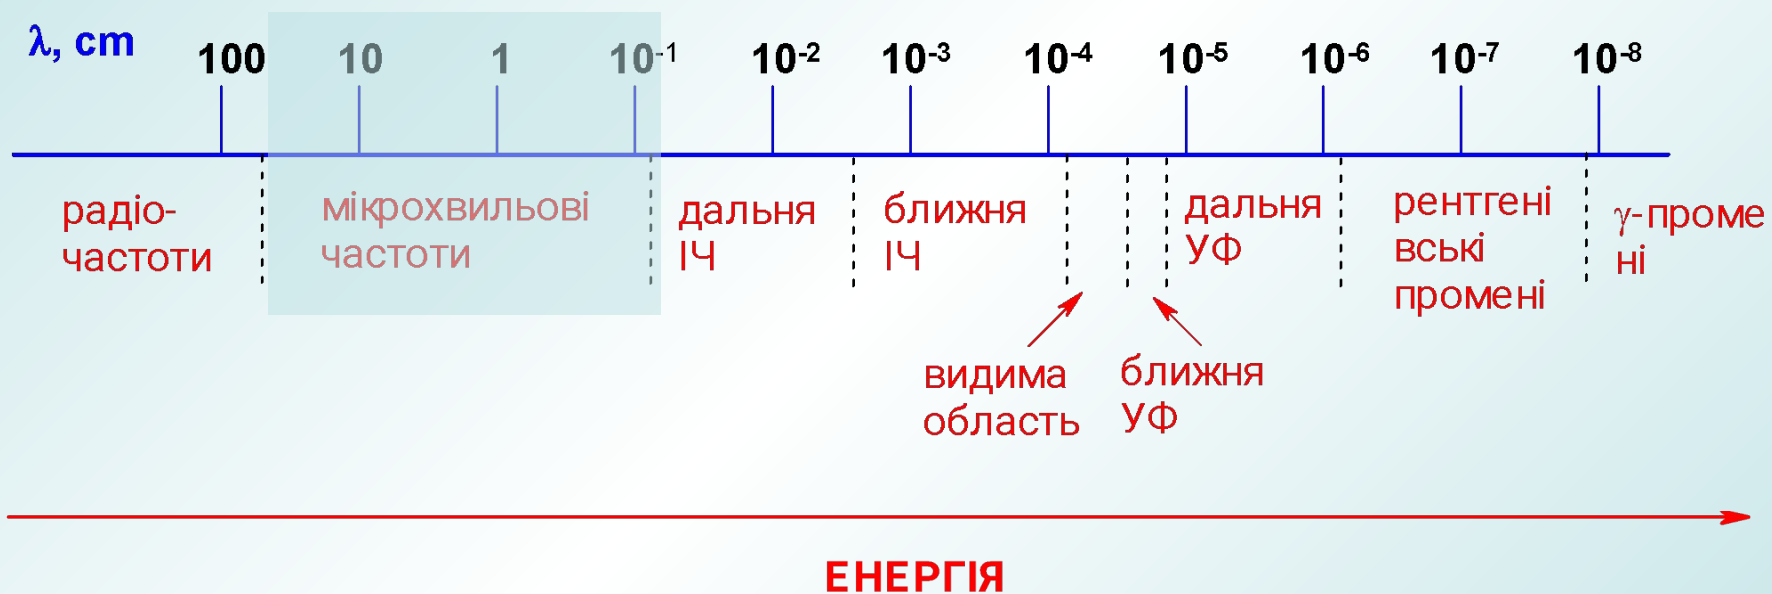 λ, cm
100 10 1 10⁻¹ 10⁻² 10⁻³ 10⁻⁴ 10⁻⁵ 10⁻⁶ 10⁻⁷ 10⁻⁸
радіо-
частоти
мікрохвильові
частоти
дальня
ІЧ
ближня
ІЧ
видима
область
ближня
УФ
дальня
УФ
рентгені
вські
промені
γ-проме
ні
ЕНЕРГІЯ